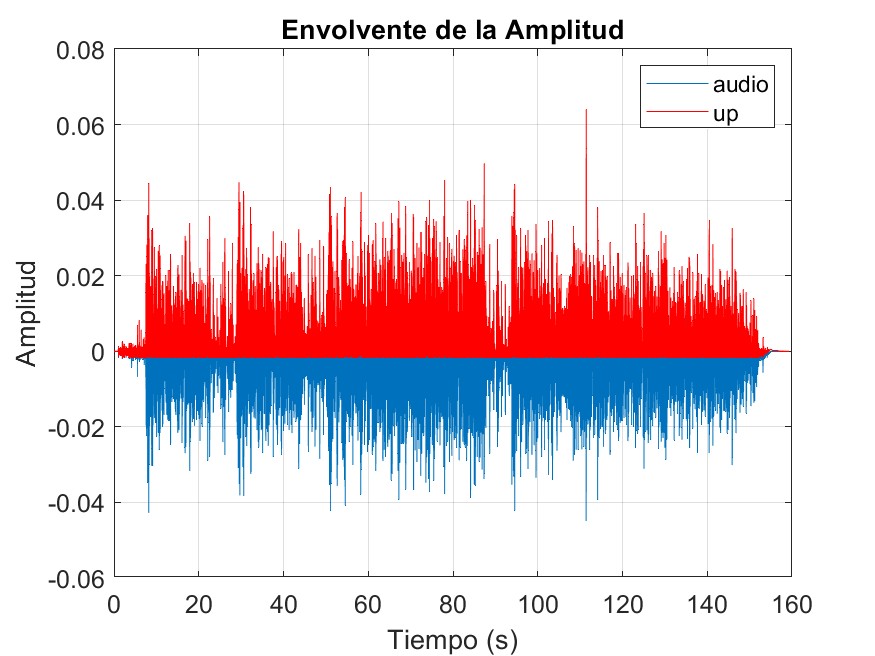 Envolvente de la Amplitud
audio
up
0.08
0.06
0.04
0.02
0
-0.02
-0.04
-0.06
Amplitud
0 20 40 60 80 100 120 140 160
Tiempo (s)